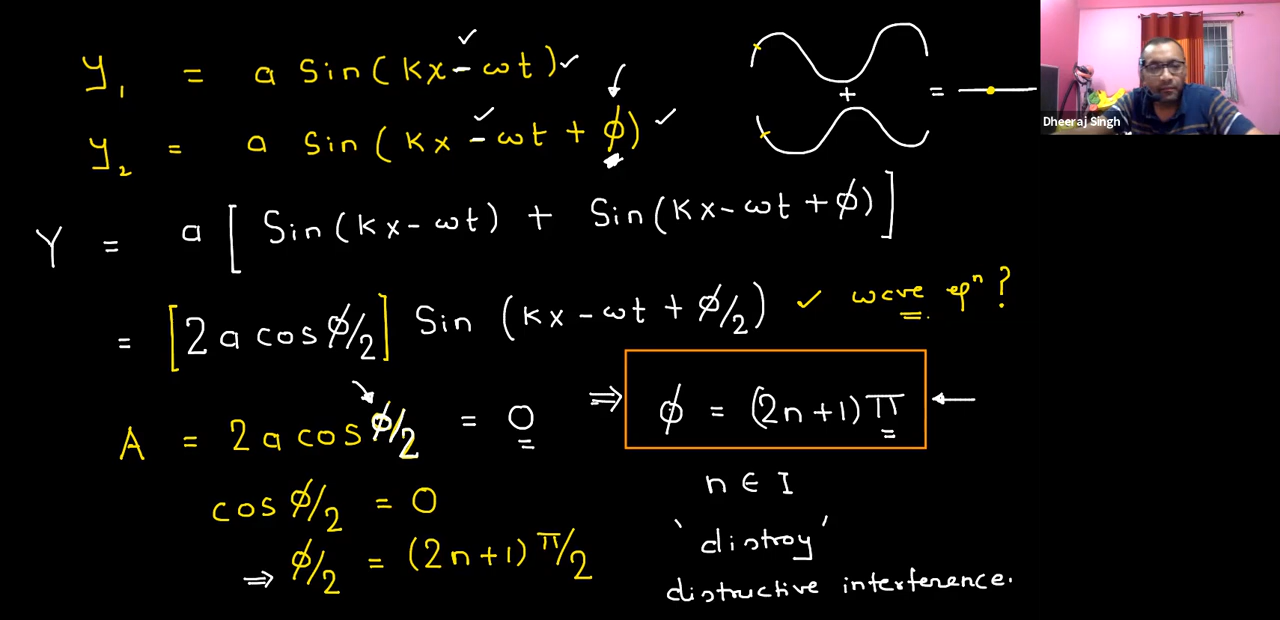 y₁ = a Sin(kx - ωt)
y₂ = a Sin(kx - ωt + ϕ)
+ =
Dheeraj Singh
Y = a [ Sin(kx - ωt) + Sin(kx - ωt + ϕ) ]
= [2 a cos ϕ/2] Sin (kx - ωt + ϕ/2) ✓ wave eqⁿ ?
A = 2 a cos ϕ/2 = 0 ⇒ ϕ = (2n+1) π ←
cos ϕ/2 = 0
n ∈ I
⇒ ϕ/2 = (2n+1) π/2
'distroy'
distructive interference.